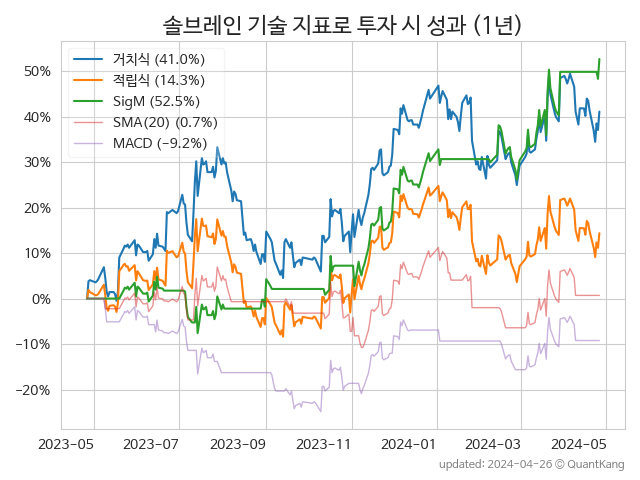 솔브레인 기술 지표로 투자 시 성과 (1년)
거치식 (41.0%)
적립식 (14.3%)
SigM (52.5%)
SMA(20) (0.7%)
MACD (−9.2%)
50%
40%
30%
20%
10%
0%
−10%
−20%
2023-05 2023-07 2023-09 2023-11 2024-01 2024-03 2024-05
updated: 2024-04-26 © QuantKang